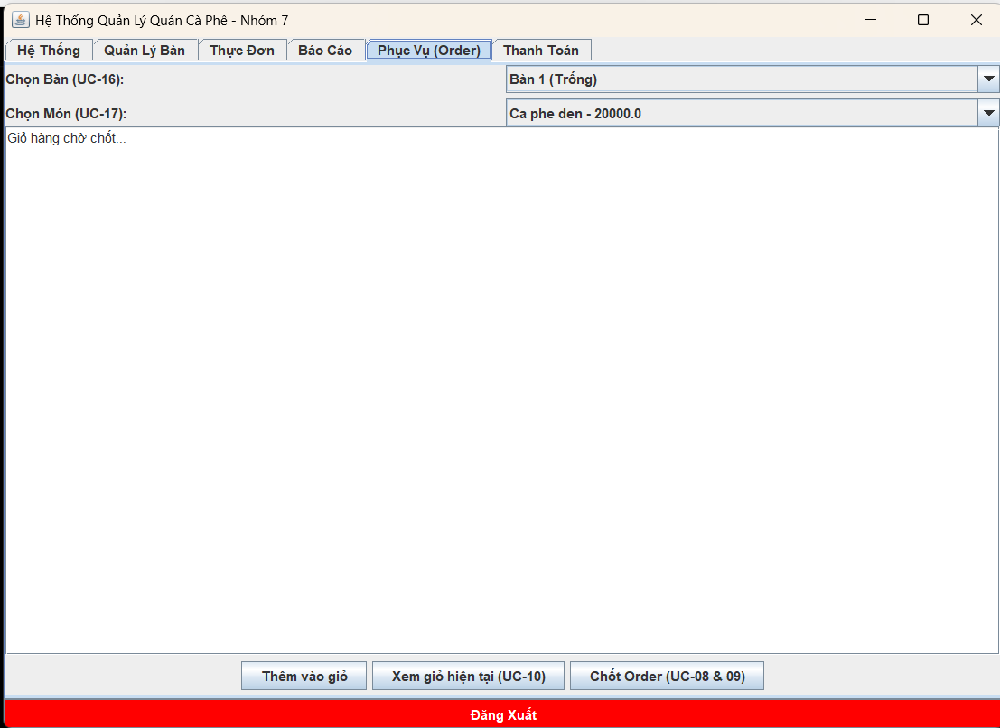 Hệ Thống Quản Lý Quán Cà Phê - Nhóm 7
Hệ Thống Quản Lý Bàn Thực Đơn Báo Cáo Phục Vụ (Order) Thanh Toán
Chọn Bàn (UC-16): Bàn 1 (Trống)
Chọn Món (UC-17): Ca phe den - 20000.0
Giỏ hàng chờ chốt...
Thêm vào giỏ Xem giỏ hiện tại (UC-10) Chốt Order (UC-08 & 09)
Đăng Xuất